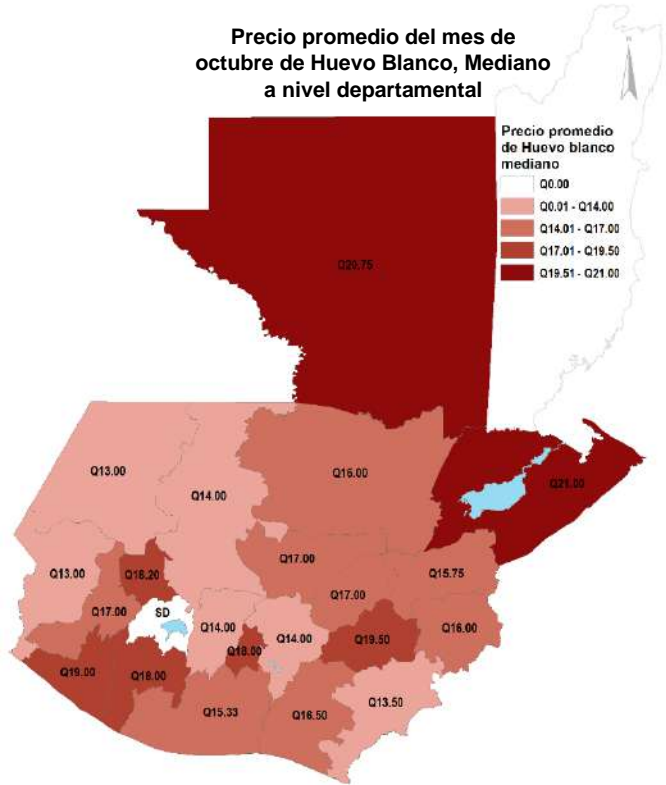 Precio promedio del mes de
octubre de Huevo Blanco, Mediano
a nivel departamental
N
Precio promedio
de Huevo blanco
mediano
Q0.00
Q0.01 - Q14.00
Q14.01 - Q17.00
Q17.01 - Q19.50
Q19.51 - Q21.00
Q20.75
Q13.00
Q14.00
Q16.00
Q21.00
Q13.00
Q18.20
Q17.00
Q15.75
Q17.00
SD
Q17.00
Q14.00
Q14.00
Q16.00
Q19.50
Q18.00
Q19.00
Q18.00
Q13.50
Q15.33
Q16.50